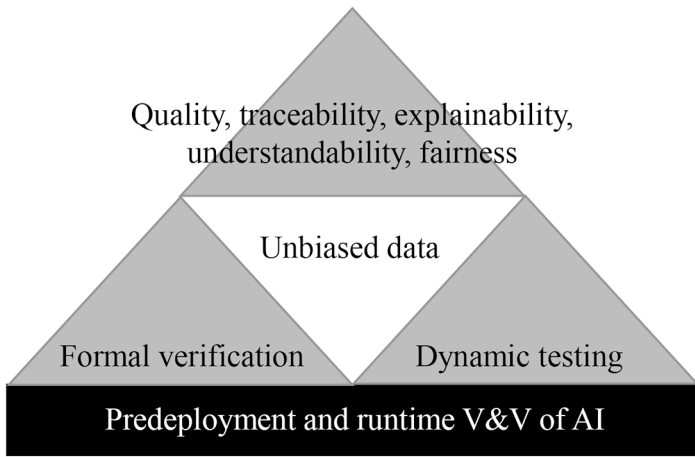 Quality, traceability, explainability,
understandability, fairness
Unbiased data
Formal verification
Dynamic testing
Predeployment and runtime V&V of AI